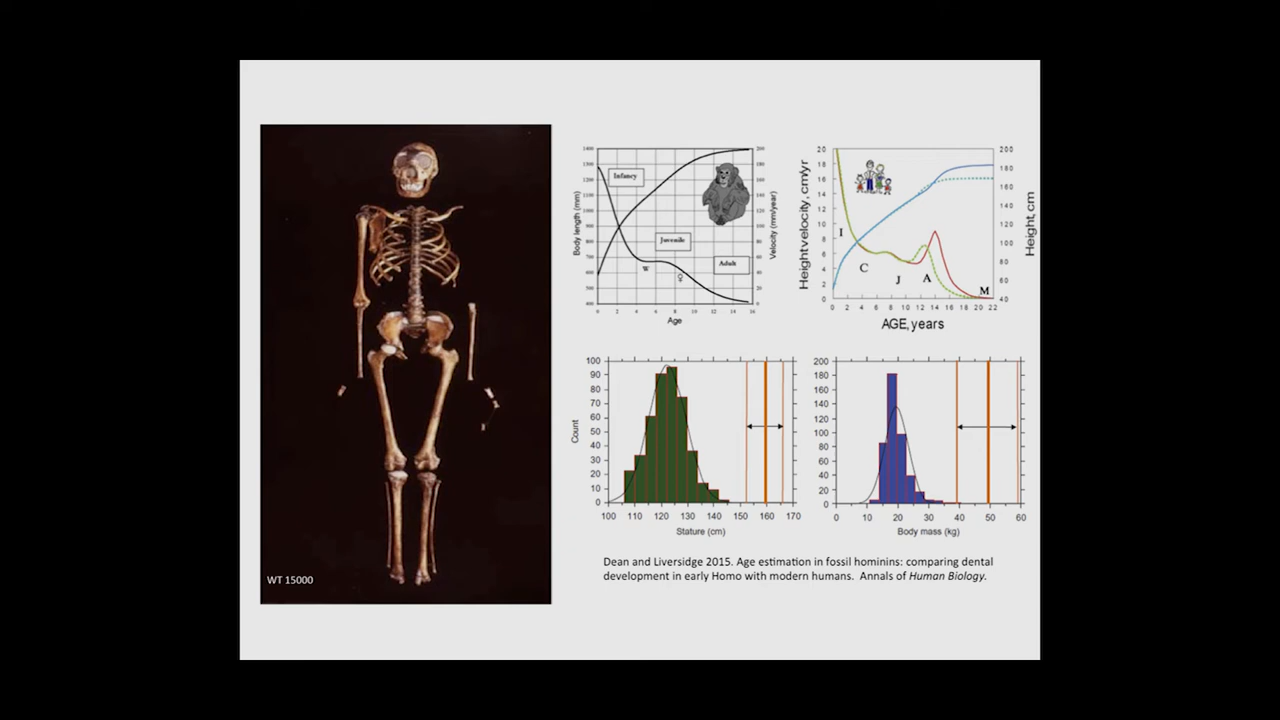 WT 15000
1400
1300
1200
1100
1000
900
800
700
600
500
400
Body length (mm)
Infancy
Juvenile
Adult
W
♀
200
180
160
140
120
100
80
60
40
20
0
Velocity (mm/year)
0 2 4 6 8 10 12 14 16
Age
20
18
16
14
12
10
8
6
4
2
0
Heightvelocity, cm/yr
I
C
J
A
M
200
180
160
140
120
100
80
60
40
Height, cm
0 2 4 6 8 10 12 14 16 18 20 22
AGE, years
100
90
80
70
60
50
40
30
20
10
0
Count
100 110 120 130 140 150 160 170
Stature (cm)
200
180
160
140
120
100
80
60
40
20
0
0 10 20 30 40 50 60
Body mass (kg)
Dean and Liversidge 2015. Age estimation in fossil hominins: comparing dental
development in early Homo with modern humans. Annals of Human Biology.